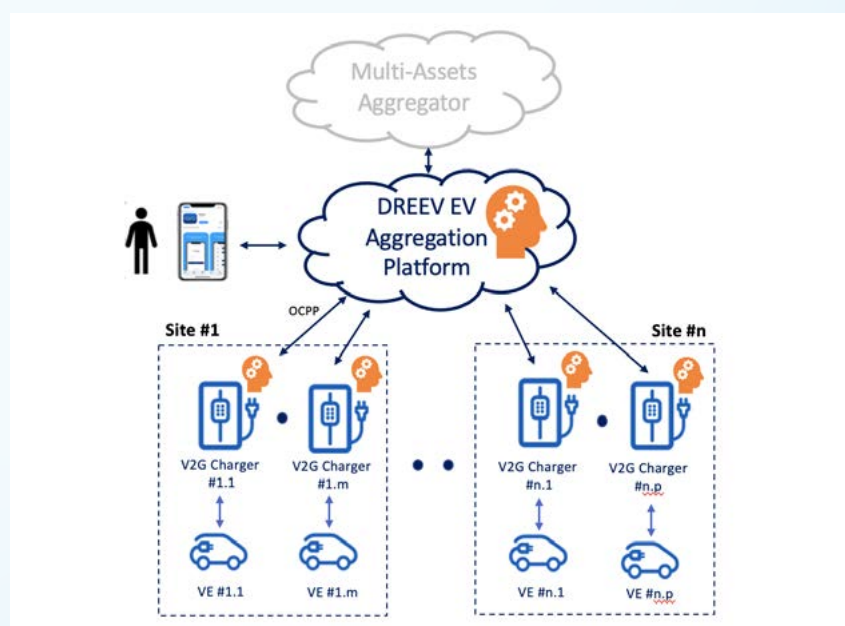 Multi-Assets
Aggregator
DREEV EV
Aggregation
Platform
OCPP
Site #1
Site #n
V2G Charger
#1.1
V2G Charger
#1.m
V2G Charger
#n.1
V2G Charger
#n.p
VE #1.1
VE #1.m
VE #n.1
VE #n.p